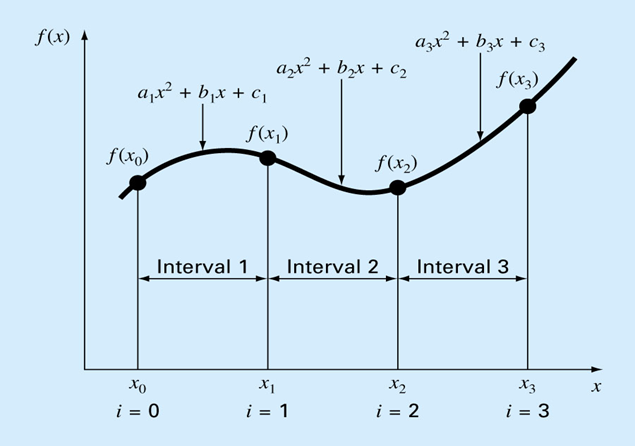 f(x)
a₃x² + b₃x + c₃
a₂x² + b₂x + c₂
f(x₃)
a₁x² + b₁x + c₁
f(x₁)
f(x₀)
f(x₂)
Interval 1
Interval 2
Interval 3
x₀
x₁
x₂
x₃
x
i = 0
i = 1
i = 2
i = 3